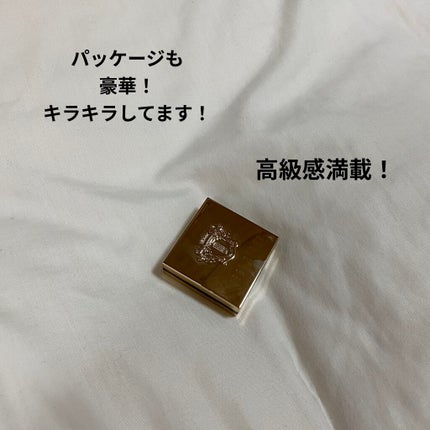 パッケージも
豪華！
キラキラしてます！
高級感満載！